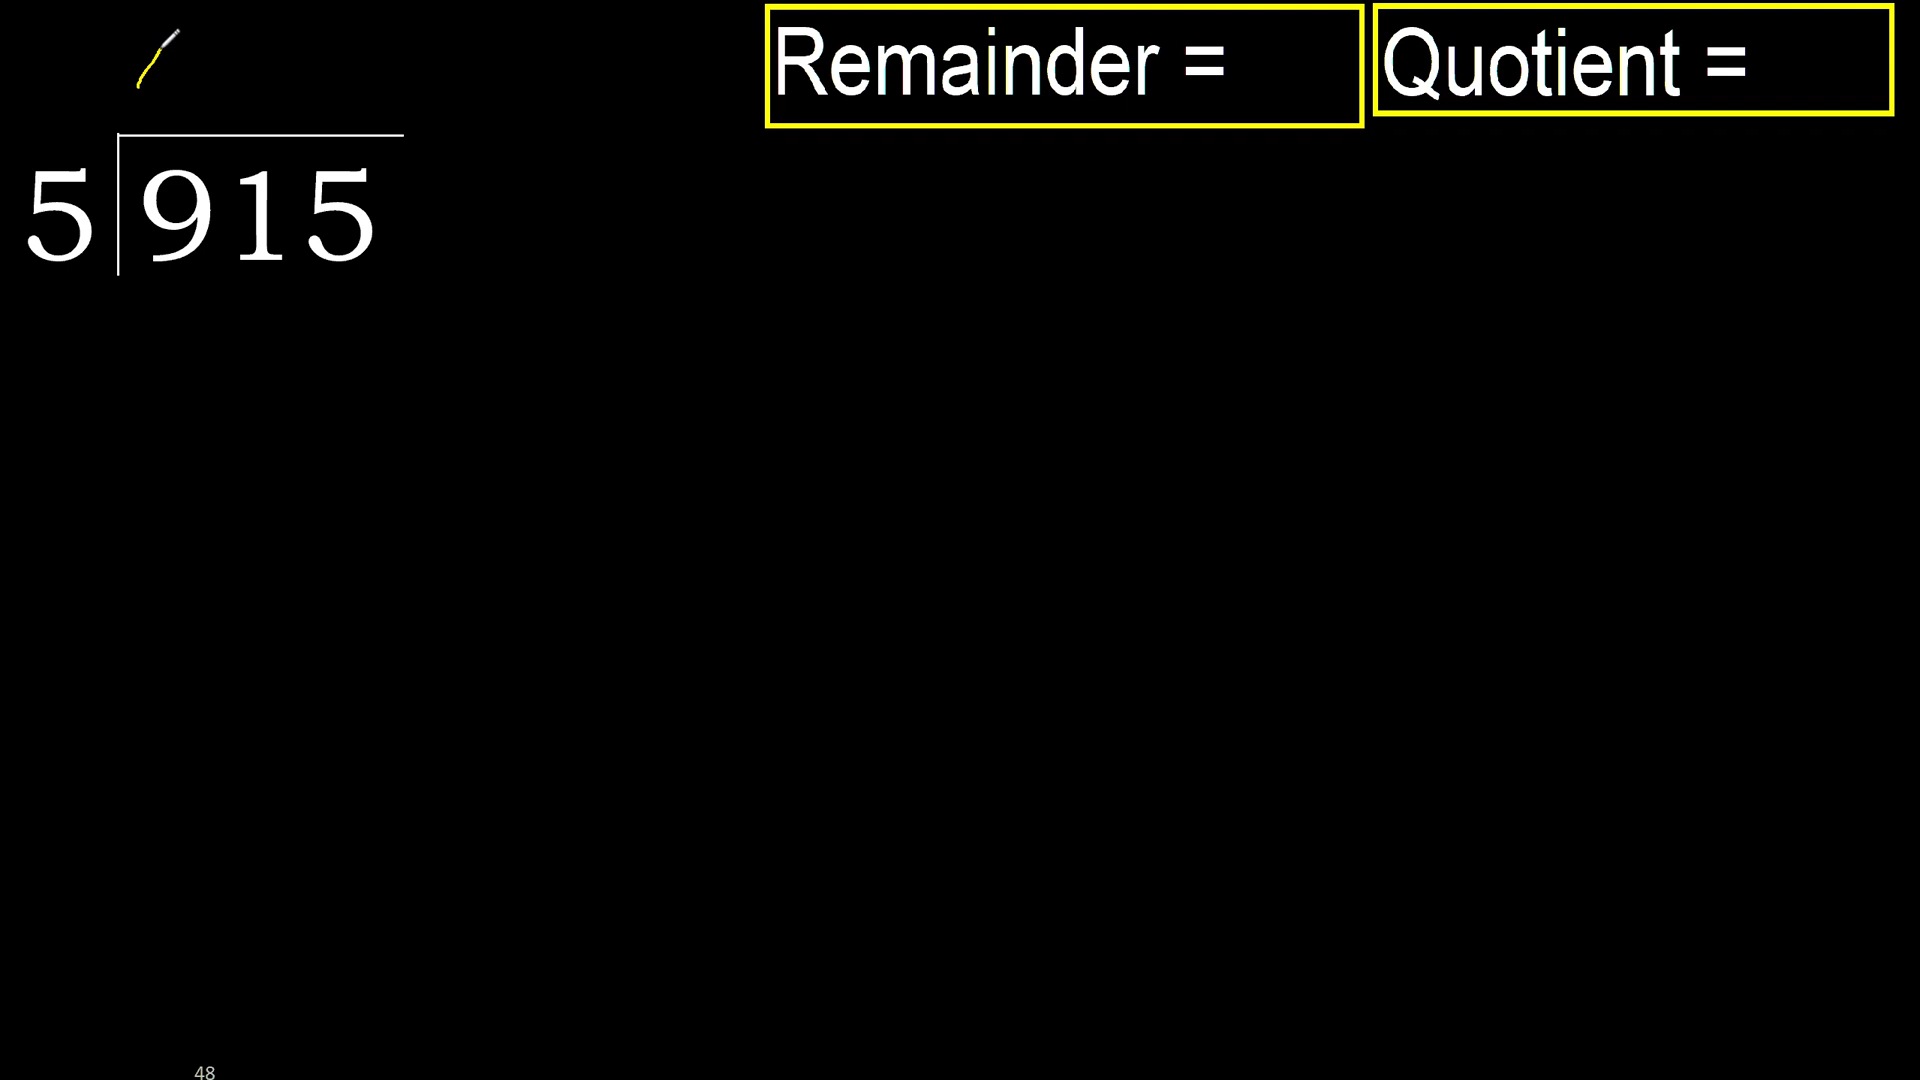 Remainder = Quotient =
5 915
48